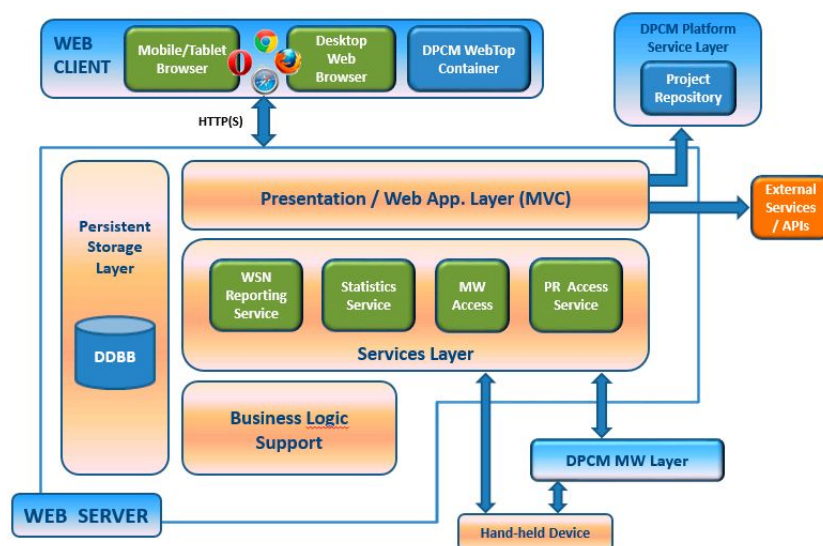 WEB
CLIENT
Mobile/Tablet
Browser
Desktop
Web
Browser
DPCM WebTop
Container
DPCM Platform
Service Layer
Project
Repository
HTTP(S)
Presentation / Web App. Layer (MVC)
External
Services
/ APIs
Persistent
Storage
Layer
DDBB
WSN
Reporting
Service
Statistics
Service
MW
Access
PR Access
Service
Services Layer
Business Logic
Support
DPCM MW Layer
WEB SERVER
Hand-held Device